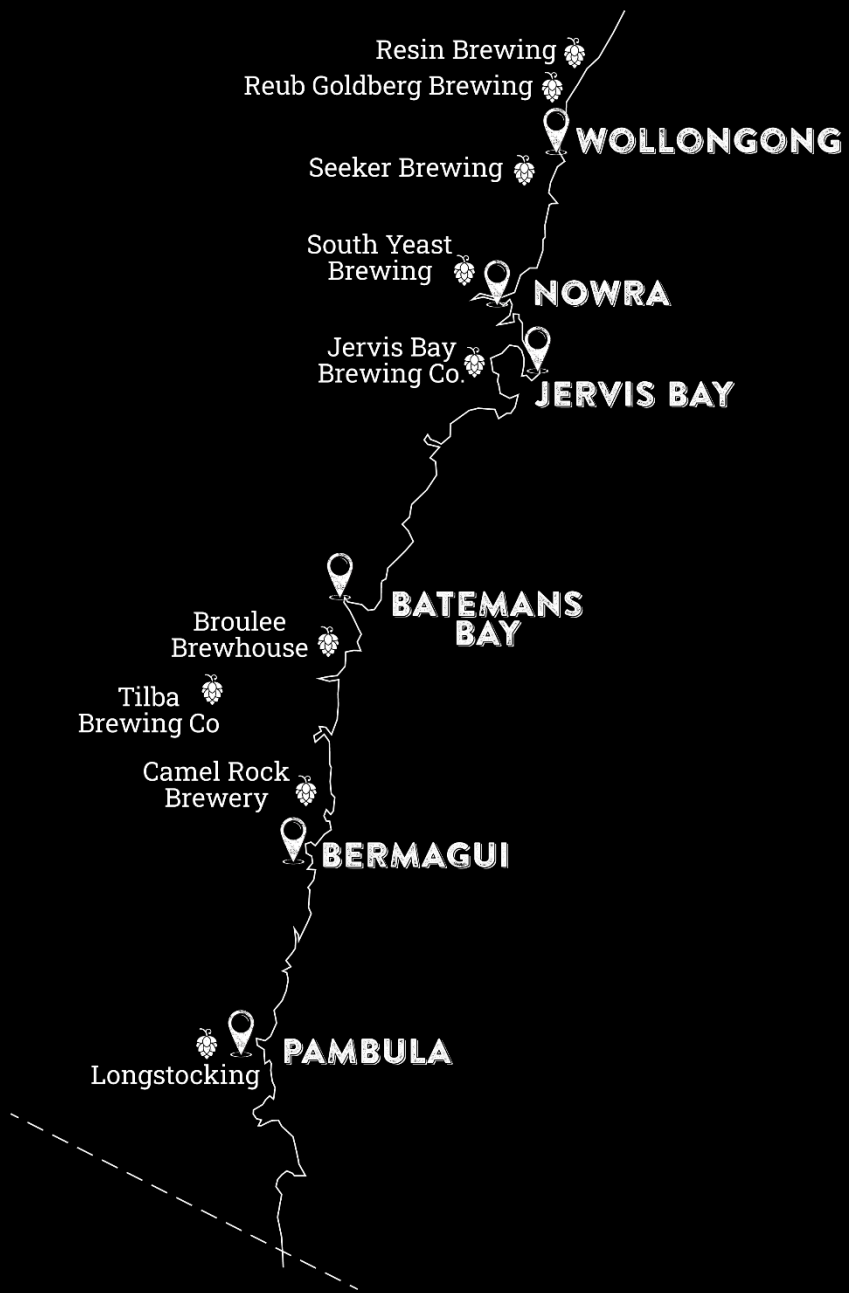 Resin Brewing
Reub Goldberg Brewing
WOLLONGONG
Seeker Brewing
South Yeast
Brewing
NOWRA
Jervis Bay
Brewing Co.
JERVIS BAY
BATEMANS
BAY
Broulee
Brewhouse
Tilba
Brewing Co
Camel Rock
Brewery
BERMAGUI
PAMBULA
Longstocking